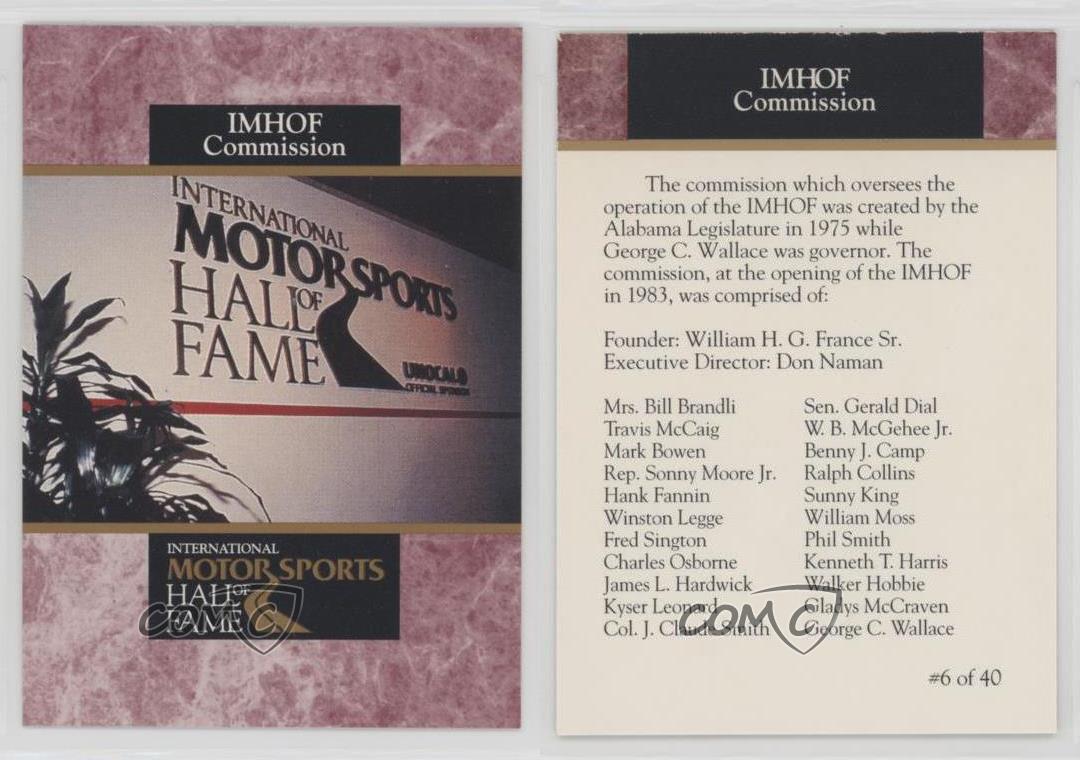 IMHOF
Commission
INTERNATIONAL
MOTORSPORTS
HALL OF
FAME
UNOCAL
OFFICIAL SPONSOR
INTERNATIONAL
MOTORSPORTS
HALL OF
FAME
COMC
IMHOF
Commission
The commission which oversees the
operation of the IMHOF was created by the
Alabama Legislature in 1975 while
George C. Wallace was governor. The
commission, at the opening of the IMHOF
in 1983, was comprised of:
Founder: William H. G. France Sr.
Executive Director: Don Naman
Mrs. Bill Brandli
Travis McCaig
Mark Bowen
Rep. Sonny Moore Jr.
Hank Fannin
Winston Legge
Fred Sington
Charles Osborne
James L. Hardwick
Kyser Leonard
Col. J. Claude Smith
Sen. Gerald Dial
W. B. McGehee Jr.
Benny J. Camp
Ralph Collins
Sunny King
William Moss
Phil Smith
Kenneth T. Harris
Walker Hobbie
Gladys McCraven
George C. Wallace
COMC
#6 of 40